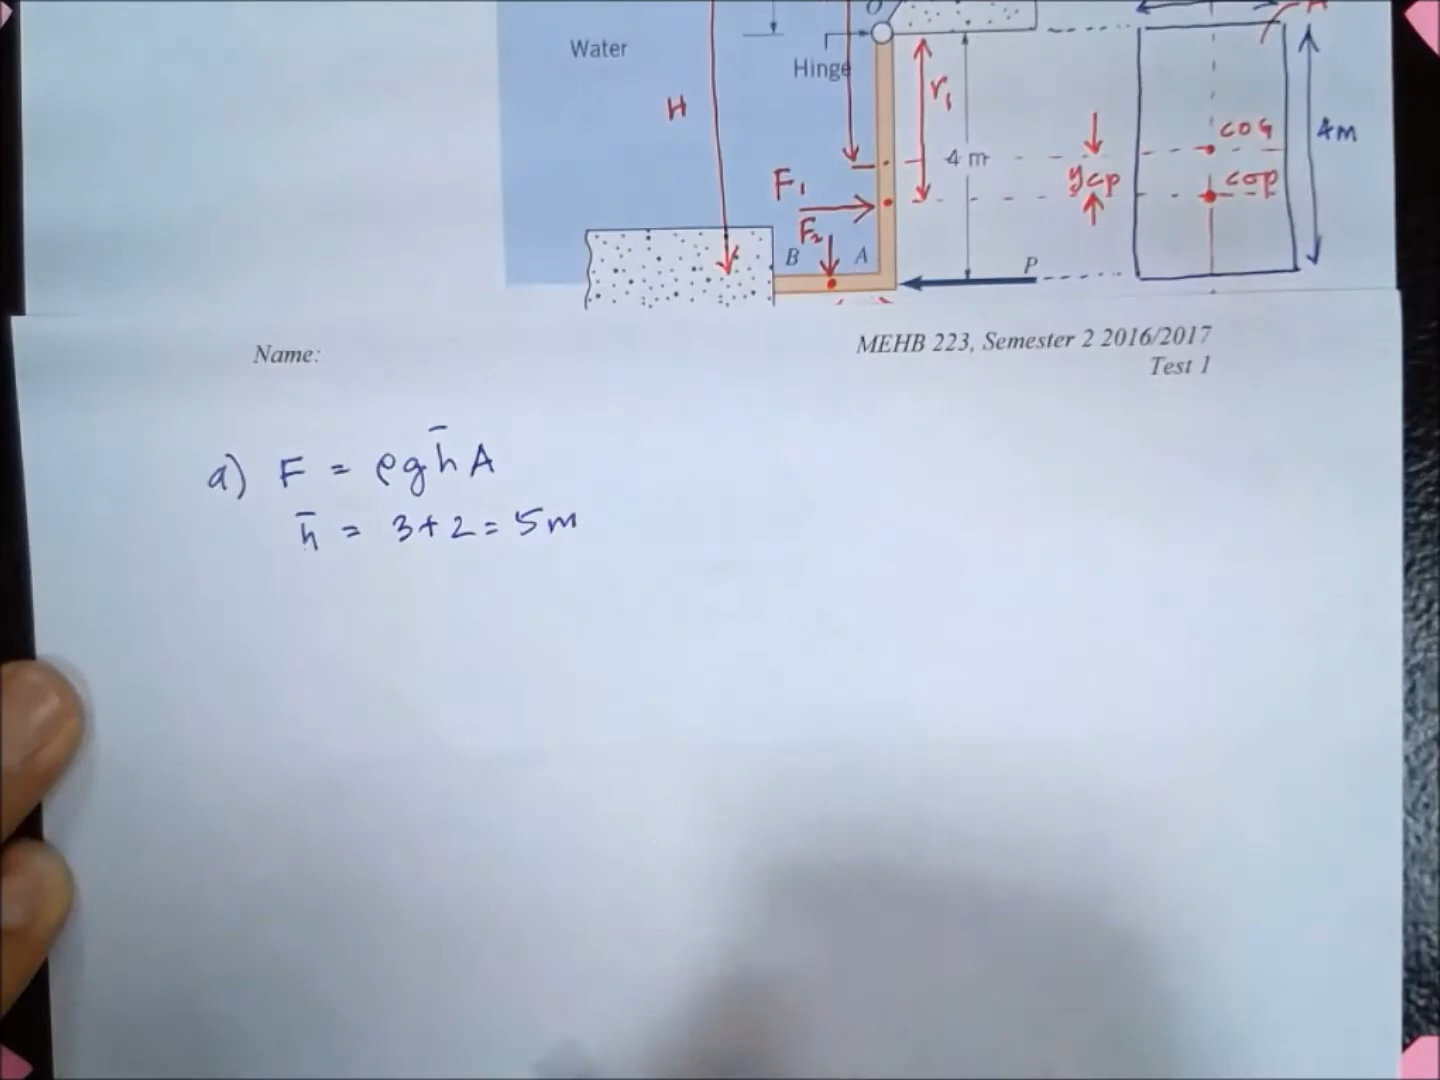 O
Water
Hinge
H
r₁
4 m
COG
4m
ycp
COP
F₁
F₂
B
A
P
Name:
MEHB 223, Semester 2 2016/2017
Test 1
a) F = ρg h̄ A
h̄ = 3+2 = 5m